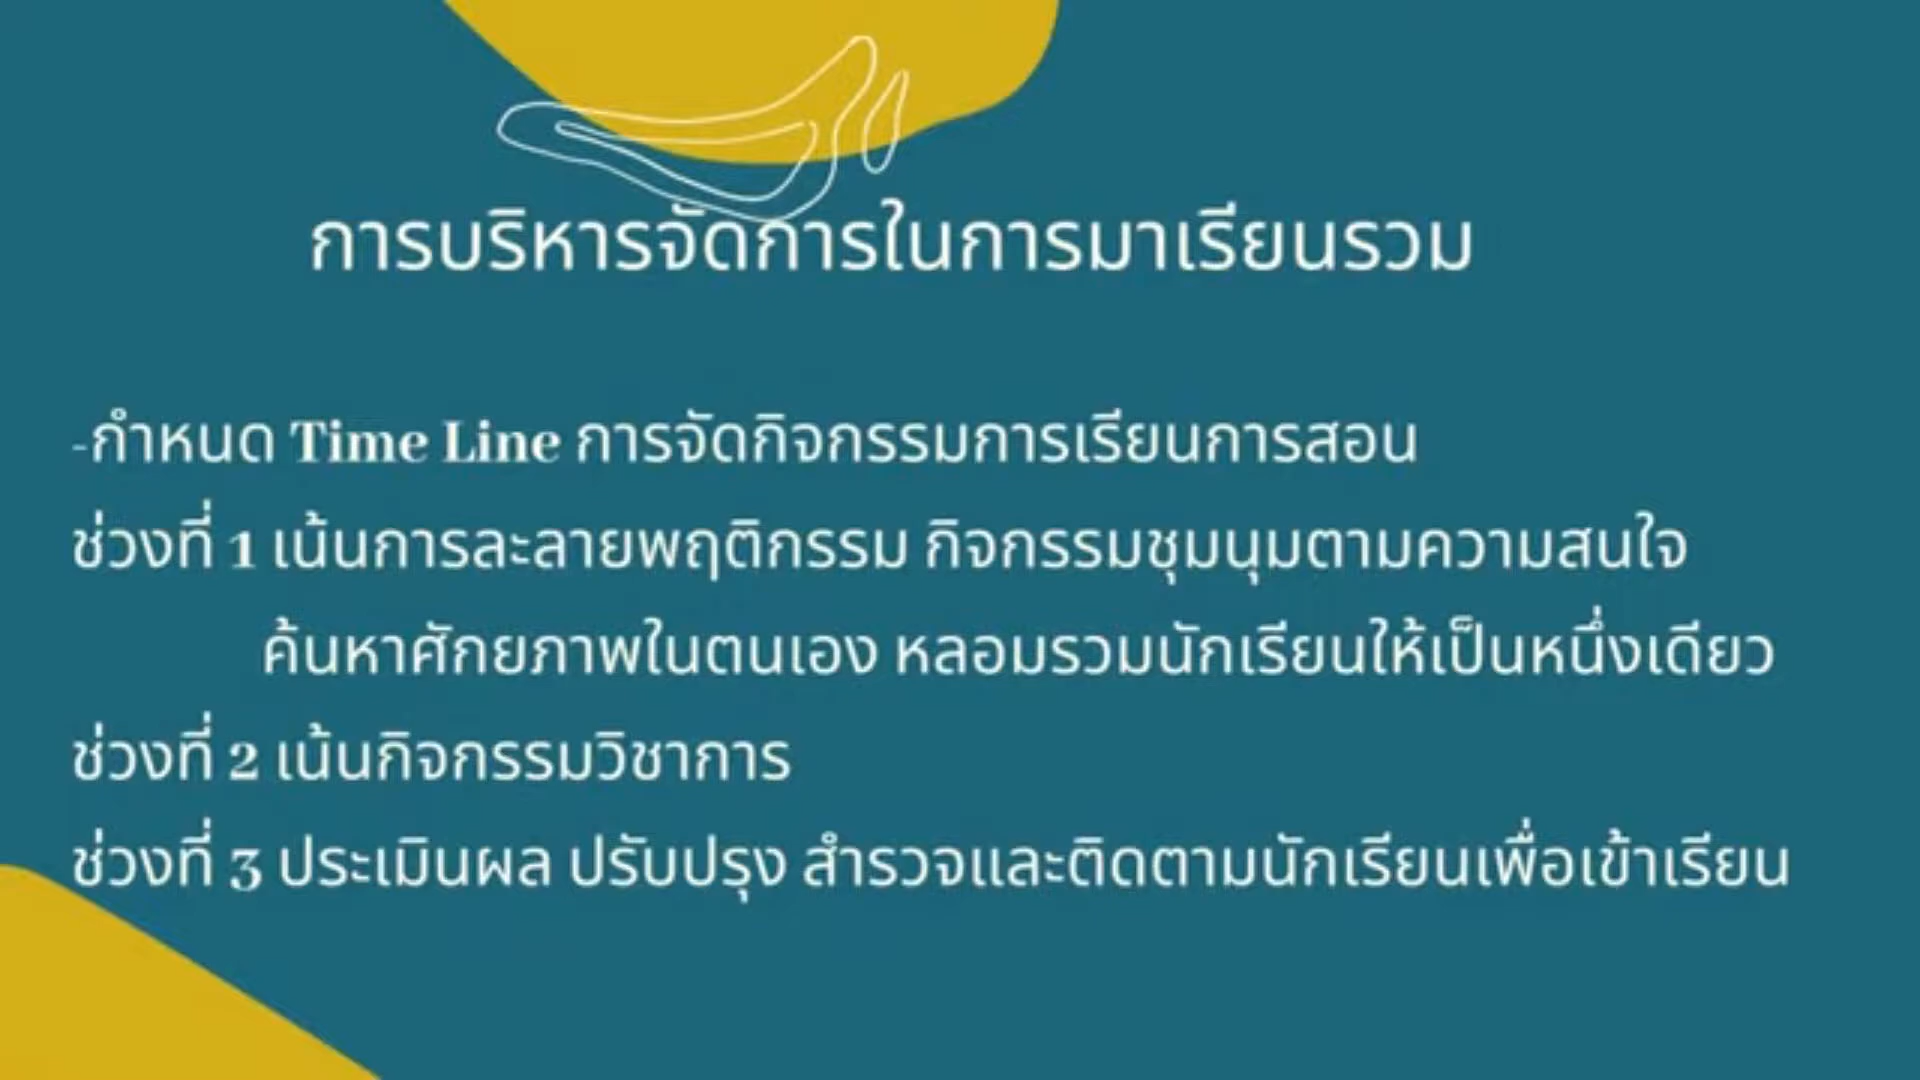 การบริหารจัดการในการมาเรียนรวม
-กำหนด Time Line การจัดกิจกรรมการเรียนการสอน
ช่วงที่ 1 เน้นการละลายพฤติกรรม กิจกรรมชุมนุมตามความสนใจ
ค้นหาศักยภาพในตนเอง หลอมรวมนักเรียนให้เป็นหนึ่งเดียว
ช่วงที่ 2 เน้นกิจกรรมวิชาการ
ช่วงที่ 3 ประเมินผล ปรับปรุง สำรวจและติดตามนักเรียนเพื่อเข้าเรียน